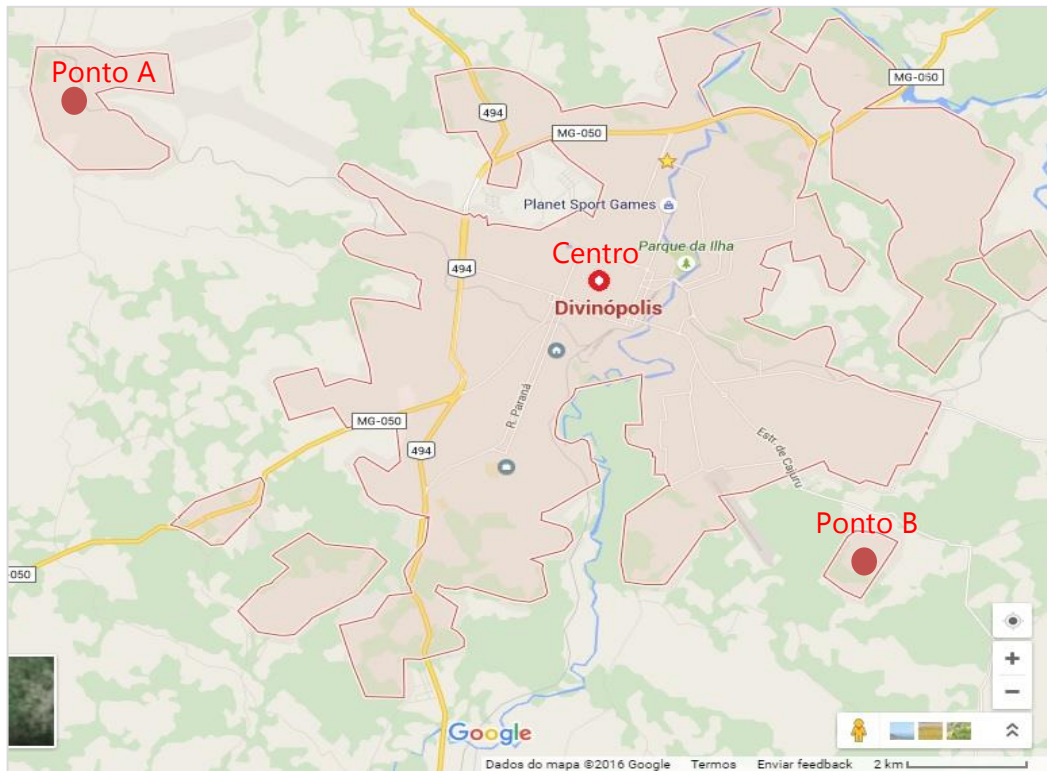 Ponto A
MG-050
494
MG-050
Planet Sport Games
Parque da Ilha
Centro
494
Divinópolis
R. Paraná
MG-050
494
Estr. de Cajuru
Ponto B
-050
Google
Dados do mapa ©2016 Google Termos Enviar feedback 2 km